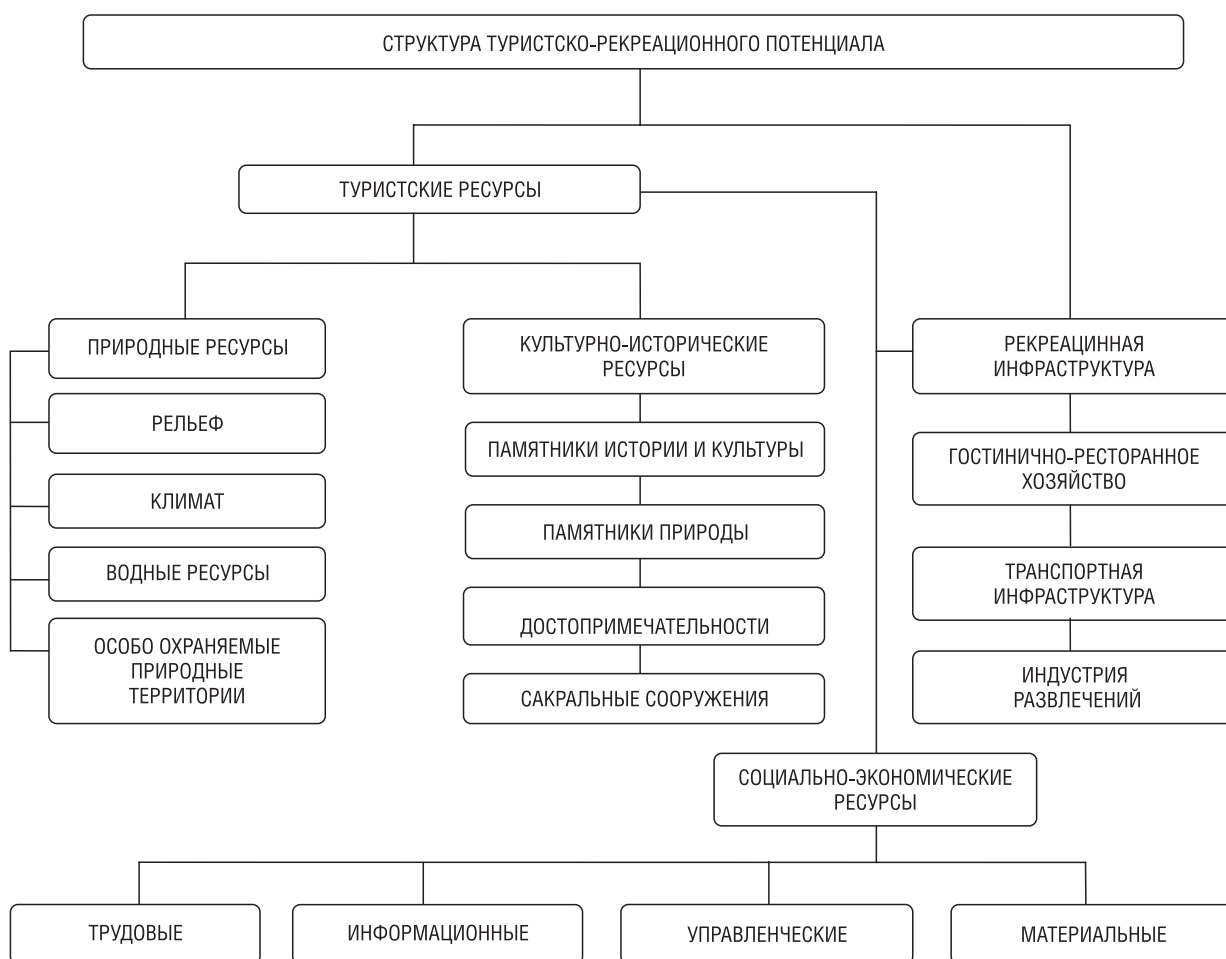 СТРУКТУРА ТУРИСТСКО-РЕКРЕАЦИОННОГО ПОТЕНЦИАЛА
ТУРИСТСКИЕ РЕСУРСЫ
ПРИРОДНЫЕ РЕСУРСЫ
РЕЛЬЕФ
КЛИМАТ
ВОДНЫЕ РЕСУРСЫ
ОСОБО ОХРАНЯЕМЫЕ
ПРИРОДНЫЕ
ТЕРРИТОРИИ
КУЛЬТУРНО-ИСТОРИЧЕСКИЕ
РЕСУРСЫ
ПАМЯТНИКИ ИСТОРИИ И КУЛЬТУРЫ
ПАМЯТНИКИ ПРИРОДЫ
ДОСТОПРИМЕЧАТЕЛЬНОСТИ
САКРАЛЬНЫЕ СООРУЖЕНИЯ
РЕКРЕАЦИННАЯ
ИНФРАСТРУКТУРА
ГОСТИНИЧНО-РЕСТОРАННОЕ
ХОЗЯЙСТВО
ТРАНСПОРТНАЯ
ИНФРАСТРУКТУРА
ИНДУСТРИЯ
РАЗВЛЕЧЕНИЙ
СОЦИАЛЬНО-ЭКОНОМИЧЕСКИЕ
РЕСУРСЫ
ТРУДОВЫЕ
ИНФОРМАЦИОННЫЕ
УПРАВЛЕНЧЕСКИЕ
МАТЕРИАЛЬНЫЕ